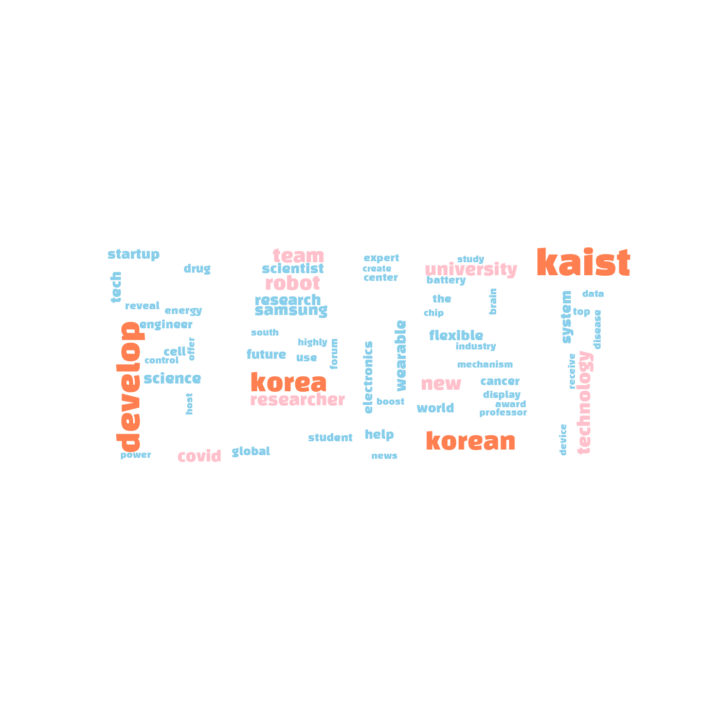 startup
drug
tech
reveal
energy
engineer
develop
cell
offer
control
science
host
power
covid
global
team
scientist
robot
research
samsung
south
highly
forum
future
use
korea
researcher
student
expert
create
center
wearable
electronics
boost
help
news
study
university
battery
the
brain
chip
flexible
industry
mechanism
new
cancer
display
world
award
professor
korean
kaist
data
system
top
disease
receive
technology
device